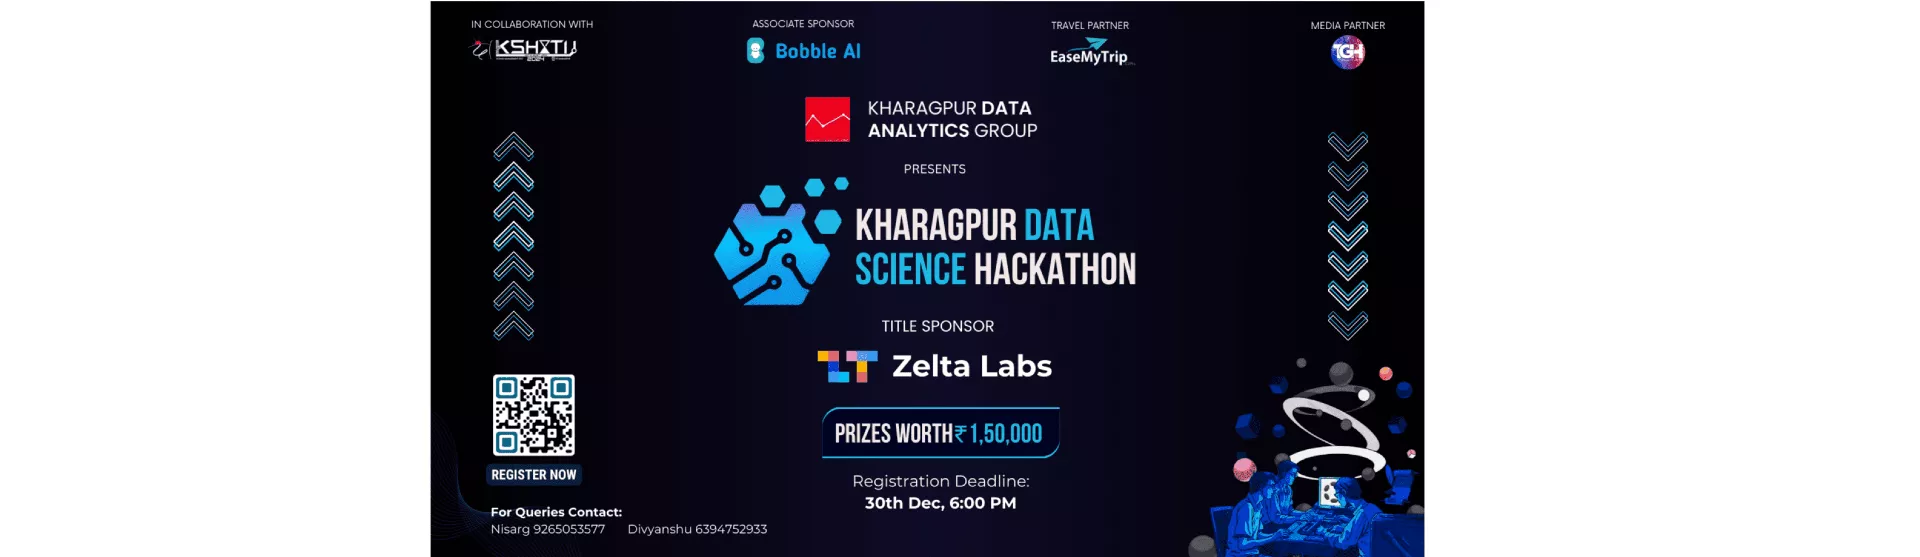 IN COLLABORATION WITH
KSHITIJ
2024
ASSOCIATE SPONSOR
Bobble AI
TRAVEL PARTNER
EaseMyTrip
MEDIA PARTNER
TGH
KHARAGPUR DATA
ANALYTICS GROUP
PRESENTS
KHARAGPUR DATA
SCIENCE HACKATHON
TITLE SPONSOR
Zelta Labs
PRIZES WORTH ₹ 1,50,000
Registration Deadline:
30th Dec, 6:00 PM
REGISTER NOW
For Queries Contact:
Nisarg 9265053577 Divyanshu 6394752933